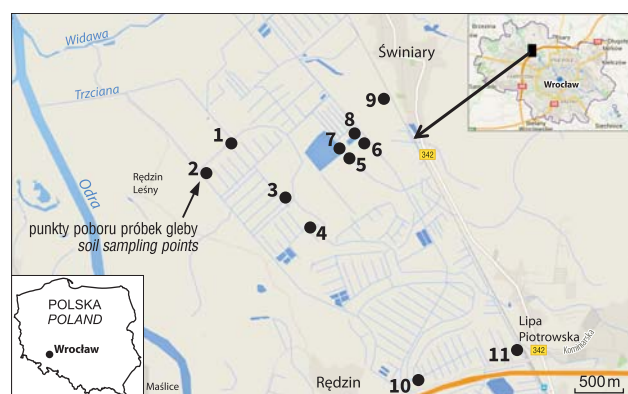 Widawa
Trzciana
Odra
Świniary
Wrocław
9
8
7
6
5
1
2
Rędzin
Leśny
342
3
4
punkty poboru próbek gleby
soil sampling points
POLSKA
POLAND
Wrocław
Maślice
Rędzin
10
11
Lipa
Piotrowska
342
Kominiarska
500 m